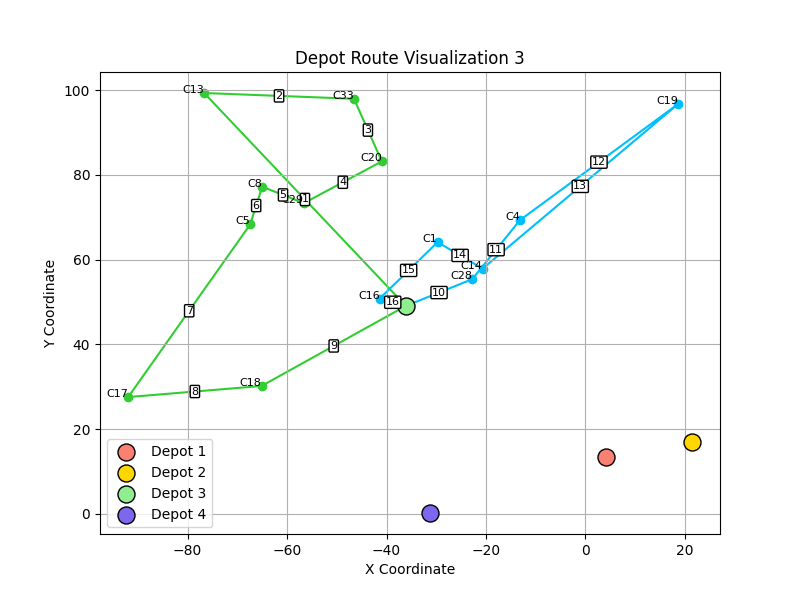 Depot Route Visualization 3
100
80
60
40
20
0
Y Coordinate
C13
2
C33
3
C20
4
C8
5
C29
1
6
C5
7
C17
8
C18
9
C19
12
13
C4
11
C1
14
C14
15
C28
10
C16
16
Depot 1
Depot 2
Depot 3
Depot 4
−80
−60
−40
−20
0
20
X Coordinate